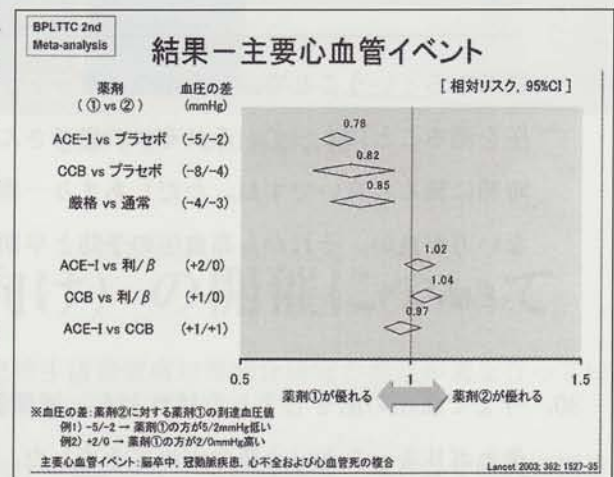 BPLTTC 2nd
Meta-analysis
結果－主要心血管イベント
薬剤
(① vs ②)
血圧の差
(mmHg)
[ 相対リスク, 95%CI ]
ACE-I vs プラセボ (-5/-2) 0.78
CCB vs プラセボ (-8/-4) 0.82
厳格 vs 通常 (-4/-3) 0.85
ACE-I vs 利/β (+2/0) 1.02
CCB vs 利/β (+1/0) 1.04
ACE-I vs CCB (+1/+1) 0.97
0.5 1 1.5
薬剤①が優れる 薬剤②が優れる
※血圧の差:薬剤②に対する薬剤①の到達血圧値
例1) -5/-2 → 薬剤①の方が5/2mmHg低い
例2) +2/0 → 薬剤①の方が2/0mmHg高い
主要心血管イベント:脳卒中, 冠動脈疾患, 心不全および心血管死の複合
Lancet 2003; 362: 1527-35